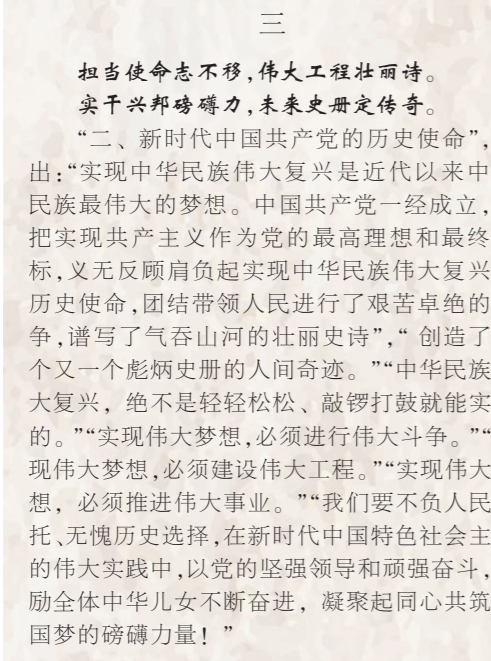 三
担当使命志不移，伟大工程壮丽诗。
实干兴邦磅礴力，未来史册定传奇。
“二、新时代中国共产党的历史使命”，
出：“实现中华民族伟大复兴是近代以来中
民族最伟大的梦想。中国共产党一经成立，
把实现共产主义作为党的最高理想和最终
标，义无反顾肩负起实现中华民族伟大复兴
历史使命，团结带领人民进行了艰苦卓绝的
争，谱写了气吞山河的壮丽史诗”，“ 创造了
个又一个彪炳史册的人间奇迹。”“中华民族
大复兴，绝不是轻轻松松、敲锣打鼓就能实
的。”“实现伟大梦想，必须进行伟大斗争。”“
现伟大梦想，必须建设伟大工程。”“实现伟大
想，必须推进伟大事业。”“我们要不负人民
托、无愧历史选择，在新时代中国特色社会主
的伟大实践中，以党的坚强领导和顽强奋斗，
励全体中华儿女不断奋进，凝聚起同心共筑
国梦的磅礴力量！”